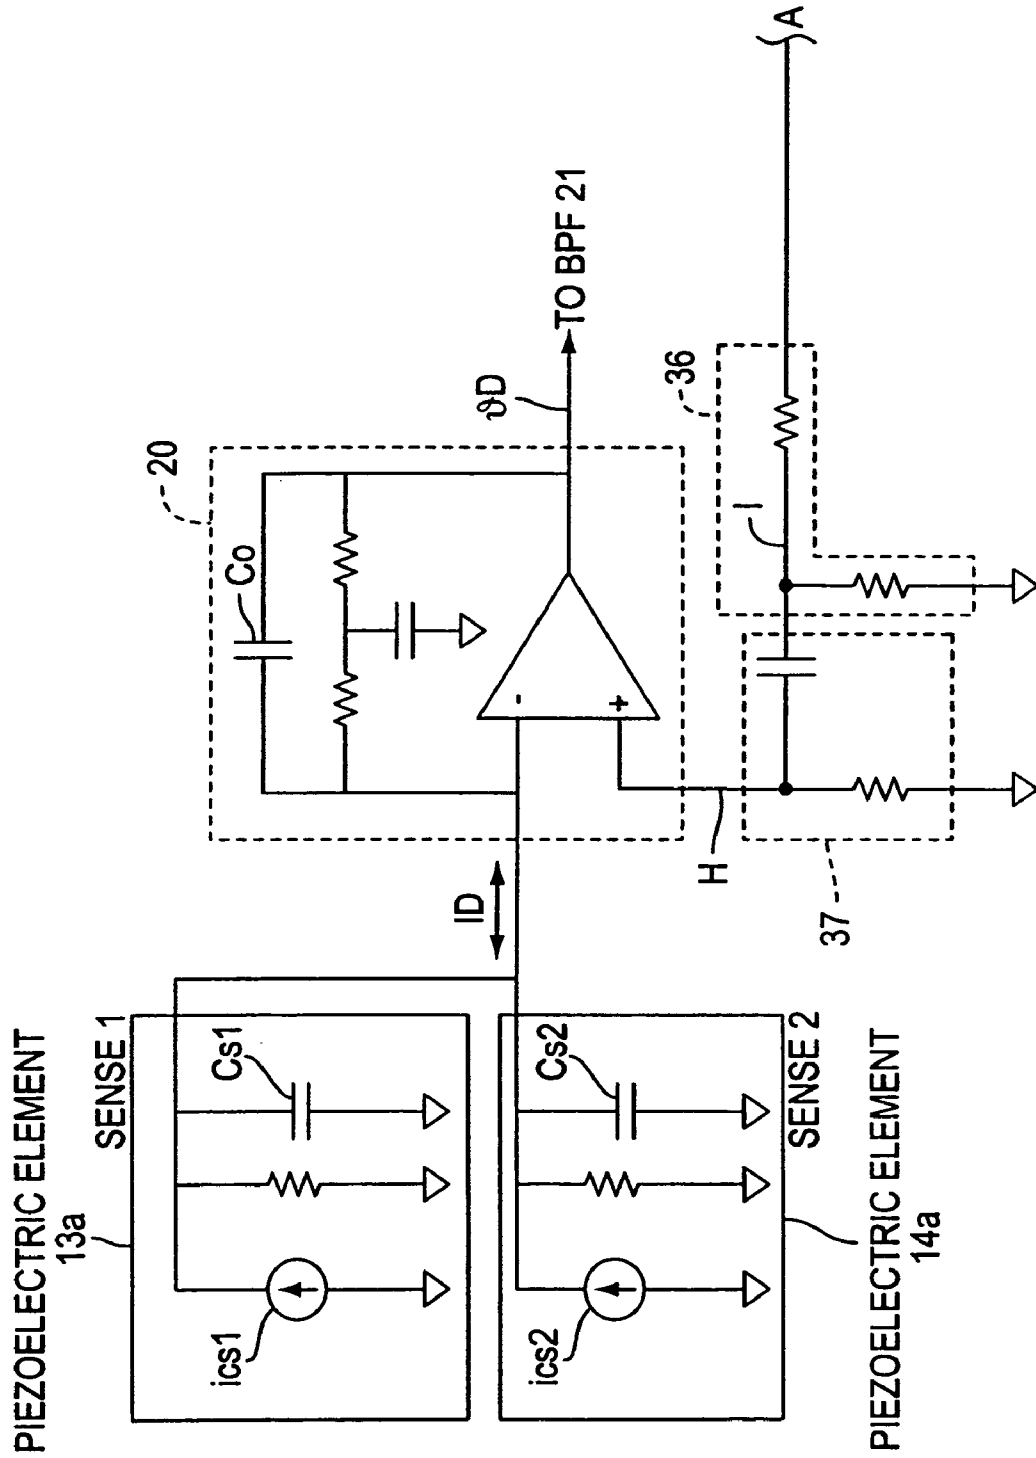 PIEZOELECTRIC ELEMENT
13a
SENSE 1
ics1
Cs1
ics2
Cs2
SENSE 2
14a
PIEZOELECTRIC ELEMENT
ID
20
Co
-
+
ϑD
TO BPF 21
H
37
36
I
A